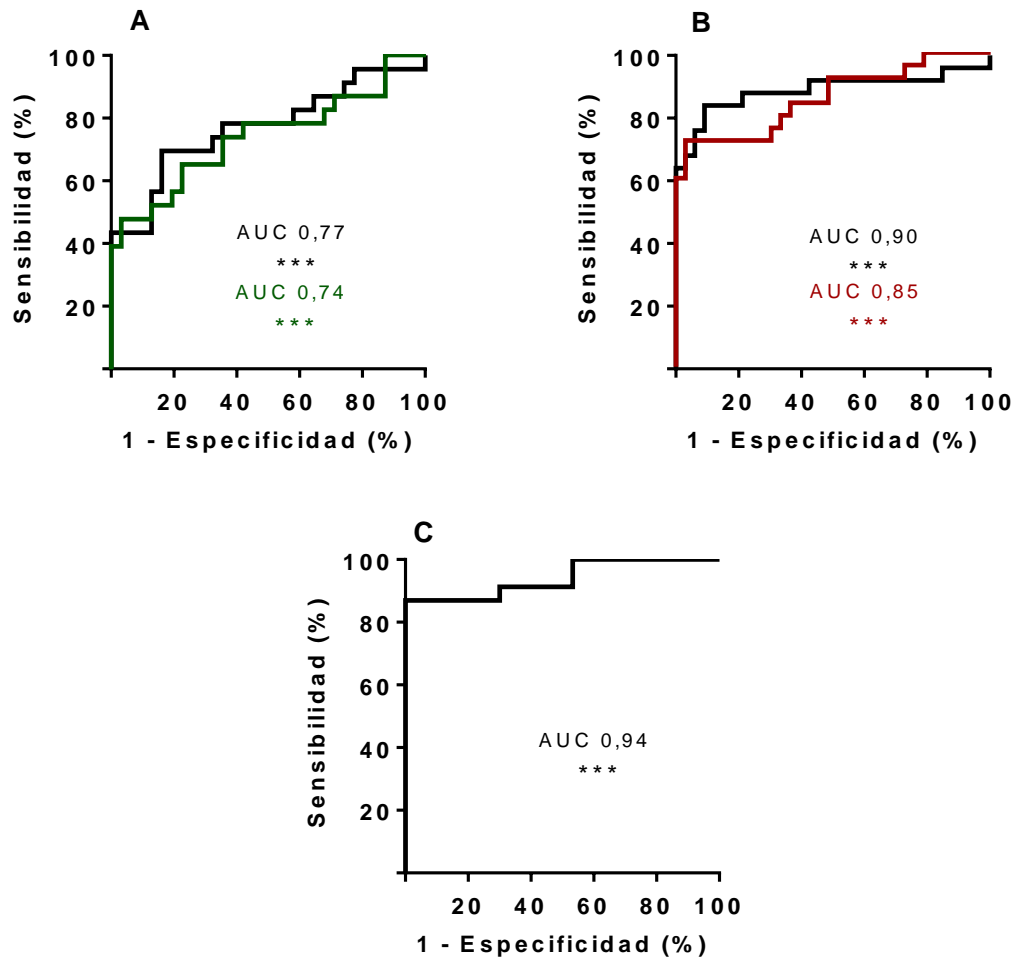 A
Sensibilidad (%)
100
80
60
40
20
AUC 0,77
***
AUC 0,74
***
20 40 60 80 100
1 - Especificidad (%)
B
Sensibilidad (%)
100
80
60
40
20
AUC 0,90
***
AUC 0,85
***
20 40 60 80 100
1 - Especificidad (%)
C
Sensibilidad (%)
100
80
60
40
20
AUC 0,94
***
20 40 60 80 100
1 - Especificidad (%)